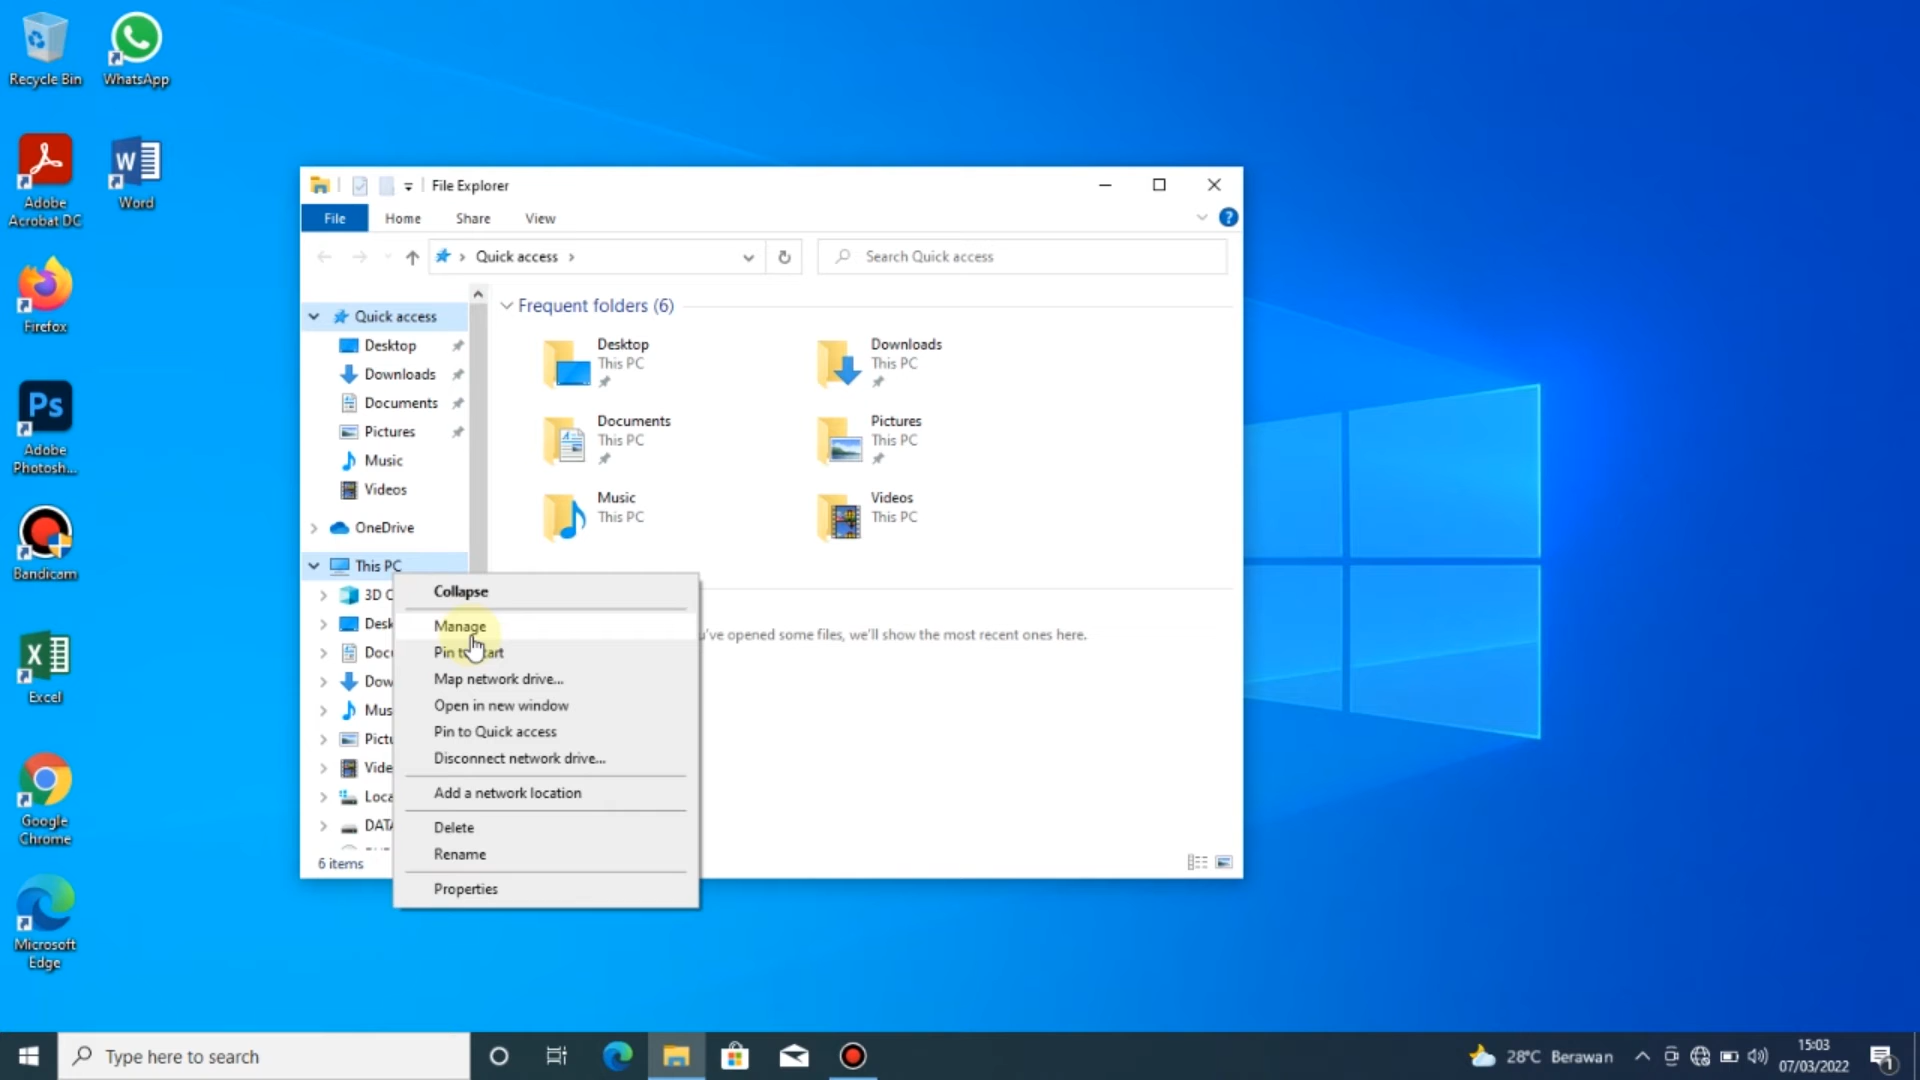 Recycle Bin
WhatsApp
Adobe
Acrobat DC
Word
Firefox
Adobe
Photosh...
Bandicam
Excel
Google
Chrome
Microsoft
Edge
File Explorer
File
Home
Share
View
Quick access
Search Quick access
Quick access
Desktop
Downloads
Documents
Pictures
Music
Videos
OneDrive
This PC
3D
Desk
Doc
Dow
Mus
Pict
Vide
Loca
DATA
6 items
Frequent folders (6)
Desktop
This PC
Downloads
This PC
Documents
This PC
Pictures
This PC
Music
This PC
Videos
This PC
've opened some files, we'll show the most recent ones here.
Collapse
Manage
Pin to Start
Map network drive...
Open in new window
Pin to Quick access
Disconnect network drive...
Add a network location
Delete
Rename
Properties
Type here to search
28°C Berawan
15:03
07/03/2022
1